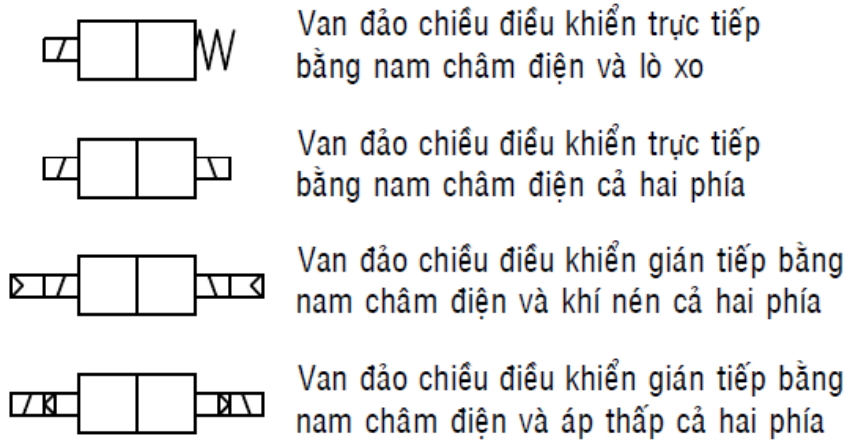 Van đảo chiều điều khiển trực tiếp
bằng nam châm điện và lò xo
Van đảo chiều điều khiển trực tiếp
bằng nam châm điện cả hai phía
Van đảo chiều điều khiển gián tiếp bằng
nam châm điện và khí nén cả hai phía
Van đảo chiều điều khiển gián tiếp bằng
nam châm điện và áp thấp cả hai phía